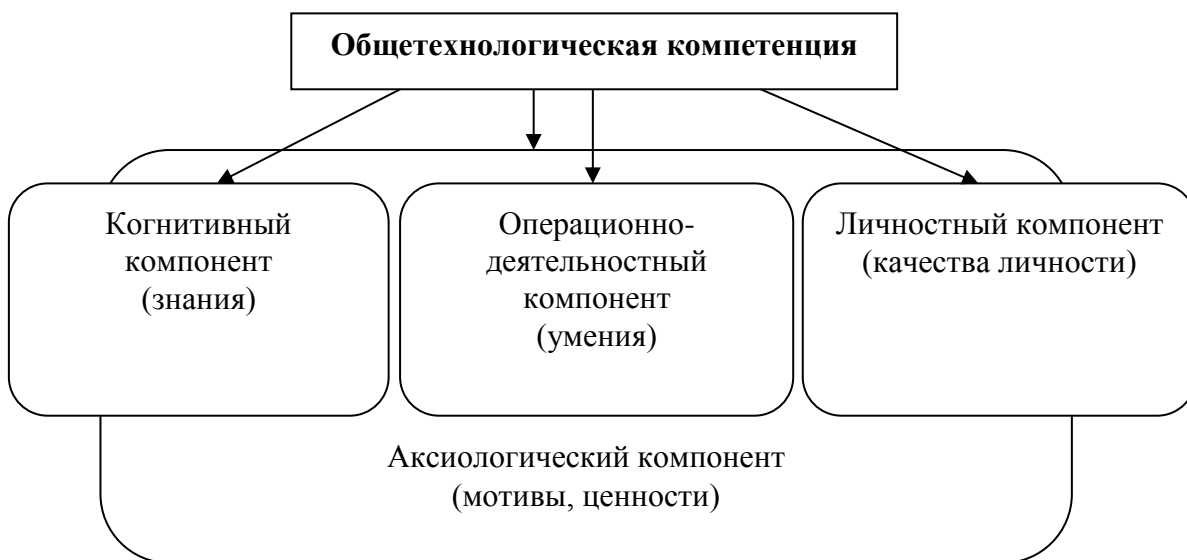 Общетехнологическая компетенция
Когнитивный
компонент
(знания)
Операционно-
деятельностный
компонент
(умения)
Личностный компонент
(качества личности)
Аксиологический компонент
(мотивы, ценности)